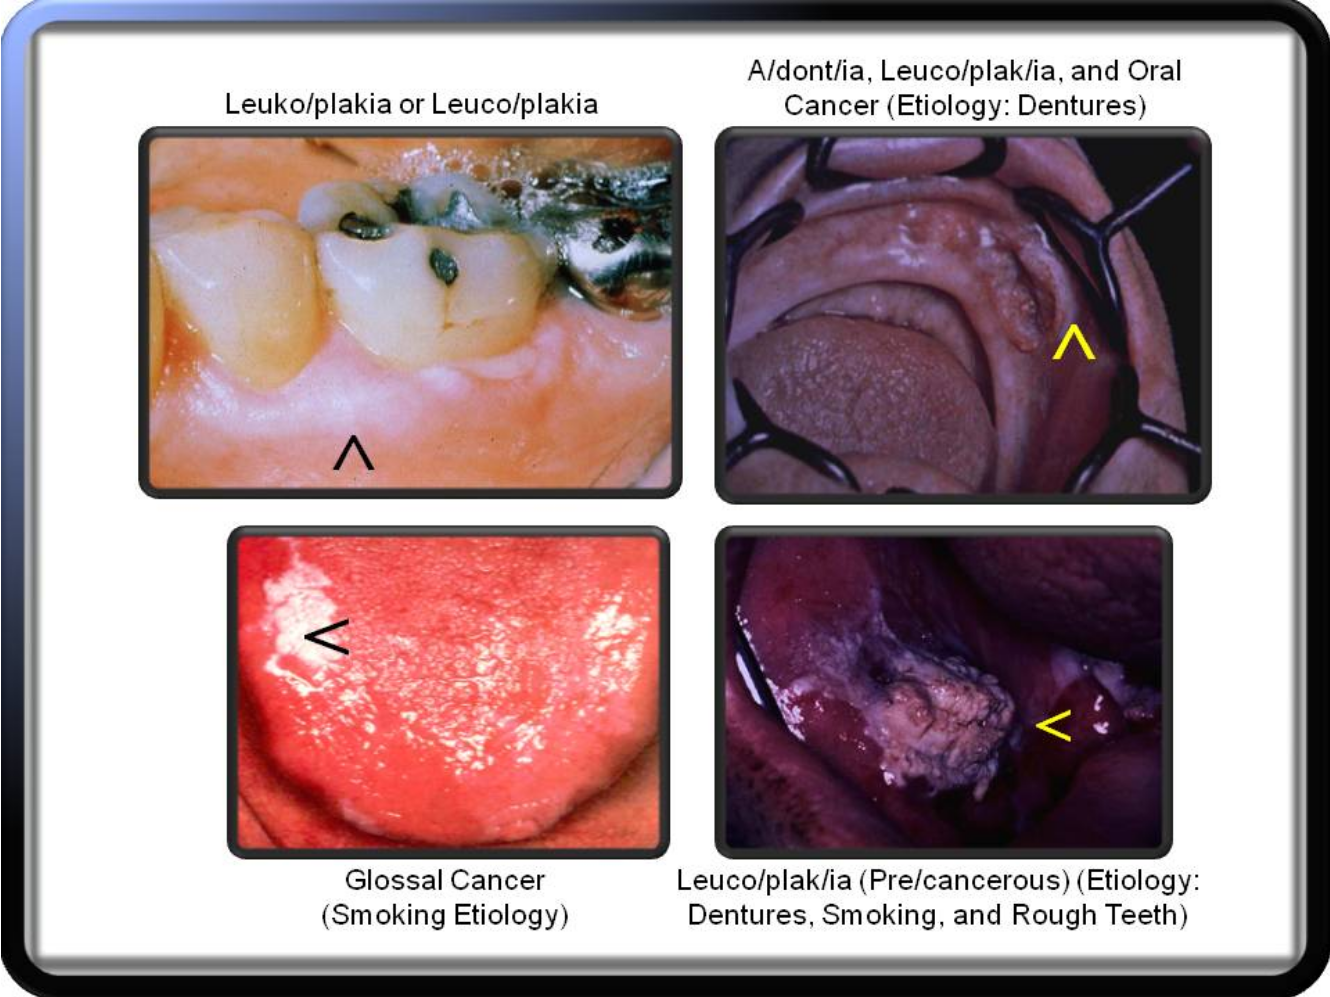 Leuko/plakia or Leuco/plakia
A/dont/ia, Leuco/plak/ia, and Oral
Cancer (Etiology: Dentures)
Glossal Cancer
(Smoking Etiology)
Leuco/plak/ia (Pre/cancerous) (Etiology:
Dentures, Smoking, and Rough Teeth)